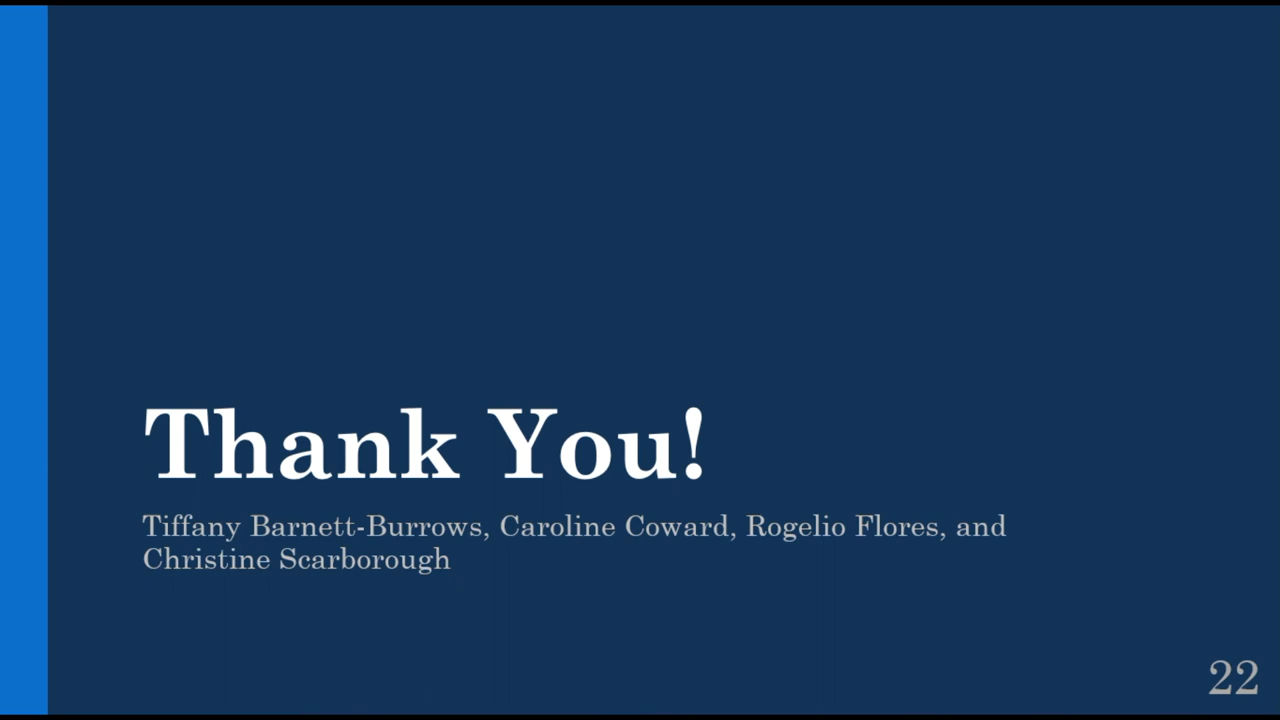 Thank You!
Tiffany Barnett-Burrows, Caroline Coward, Rogelio Flores, and
Christine Scarborough
22